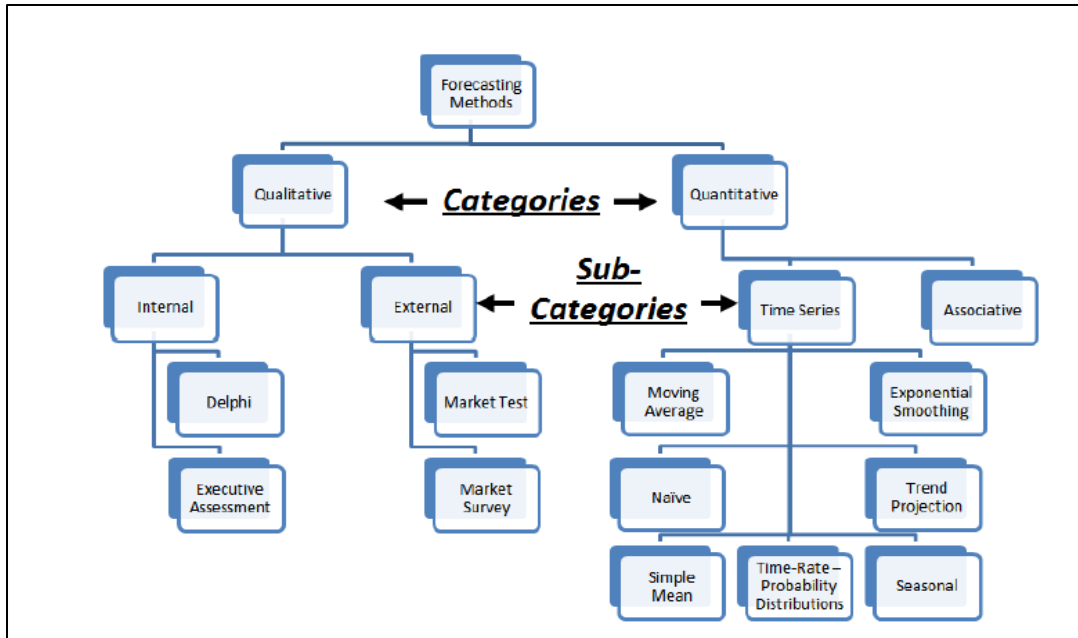 Forecasting
Methods
Qualitative
Categories
Quantitative
Internal
External
Sub-
Categories
Time Series
Associative
Delphi
Market Test
Moving
Average
Exponential
Smoothing
Executive
Assessment
Market
Survey
Naïve
Trend
Projection
Simple
Mean
Time-Rate –
Probability
Distributions
Seasonal